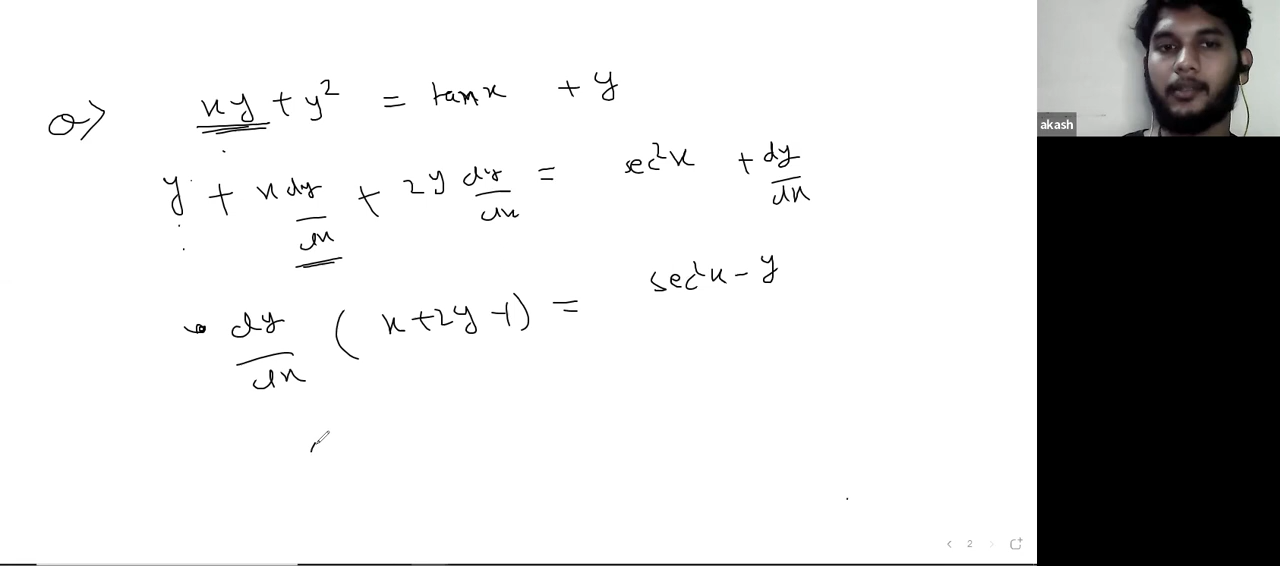 Q> xy + y² = tanx + y
y + x dy/dx + 2y dy/dx = sec²x + dy/dx
dy/dx ( x+2y-1) = sec²x - y
akash
2